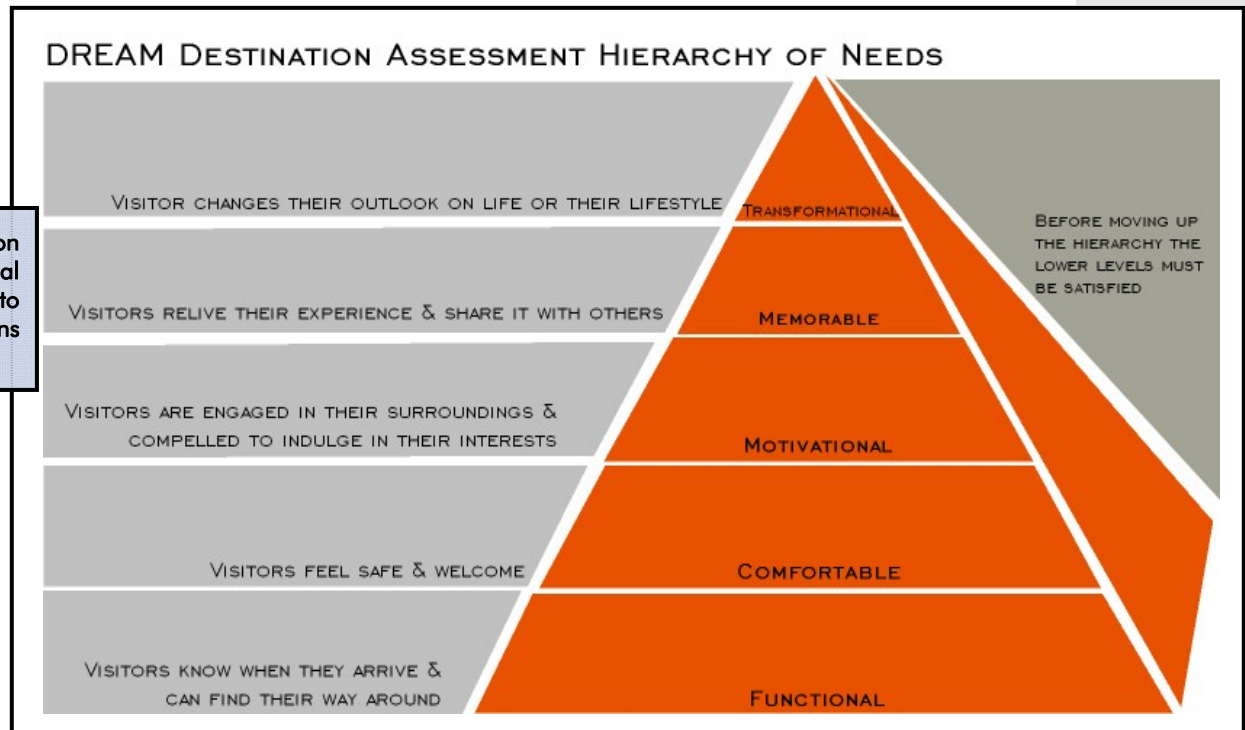 DREAM DESTINATION ASSESSMENT HIERARCHY OF NEEDS
VISITOR CHANGES THEIR OUTLOOK ON LIFE OR THEIR LIFESTYLE
TRANSFORMATIONAL
BEFORE MOVING UP
THE HIERARCHY THE
LOWER LEVELS MUST
BE SATISFIED
VISITORS RELIVE THEIR EXPERIENCE & SHARE IT WITH OTHERS
MEMORABLE
VISITORS ARE ENGAGED IN THEIR SURROUNDINGS &
COMPELLED TO INDULGE IN THEIR INTERESTS
MOTIVATIONAL
VISITORS FEEL SAFE & WELCOME
COMFORTABLE
VISITORS KNOW WHEN THEY ARRIVE &
CAN FIND THEIR WAY AROUND
FUNCTIONAL
to